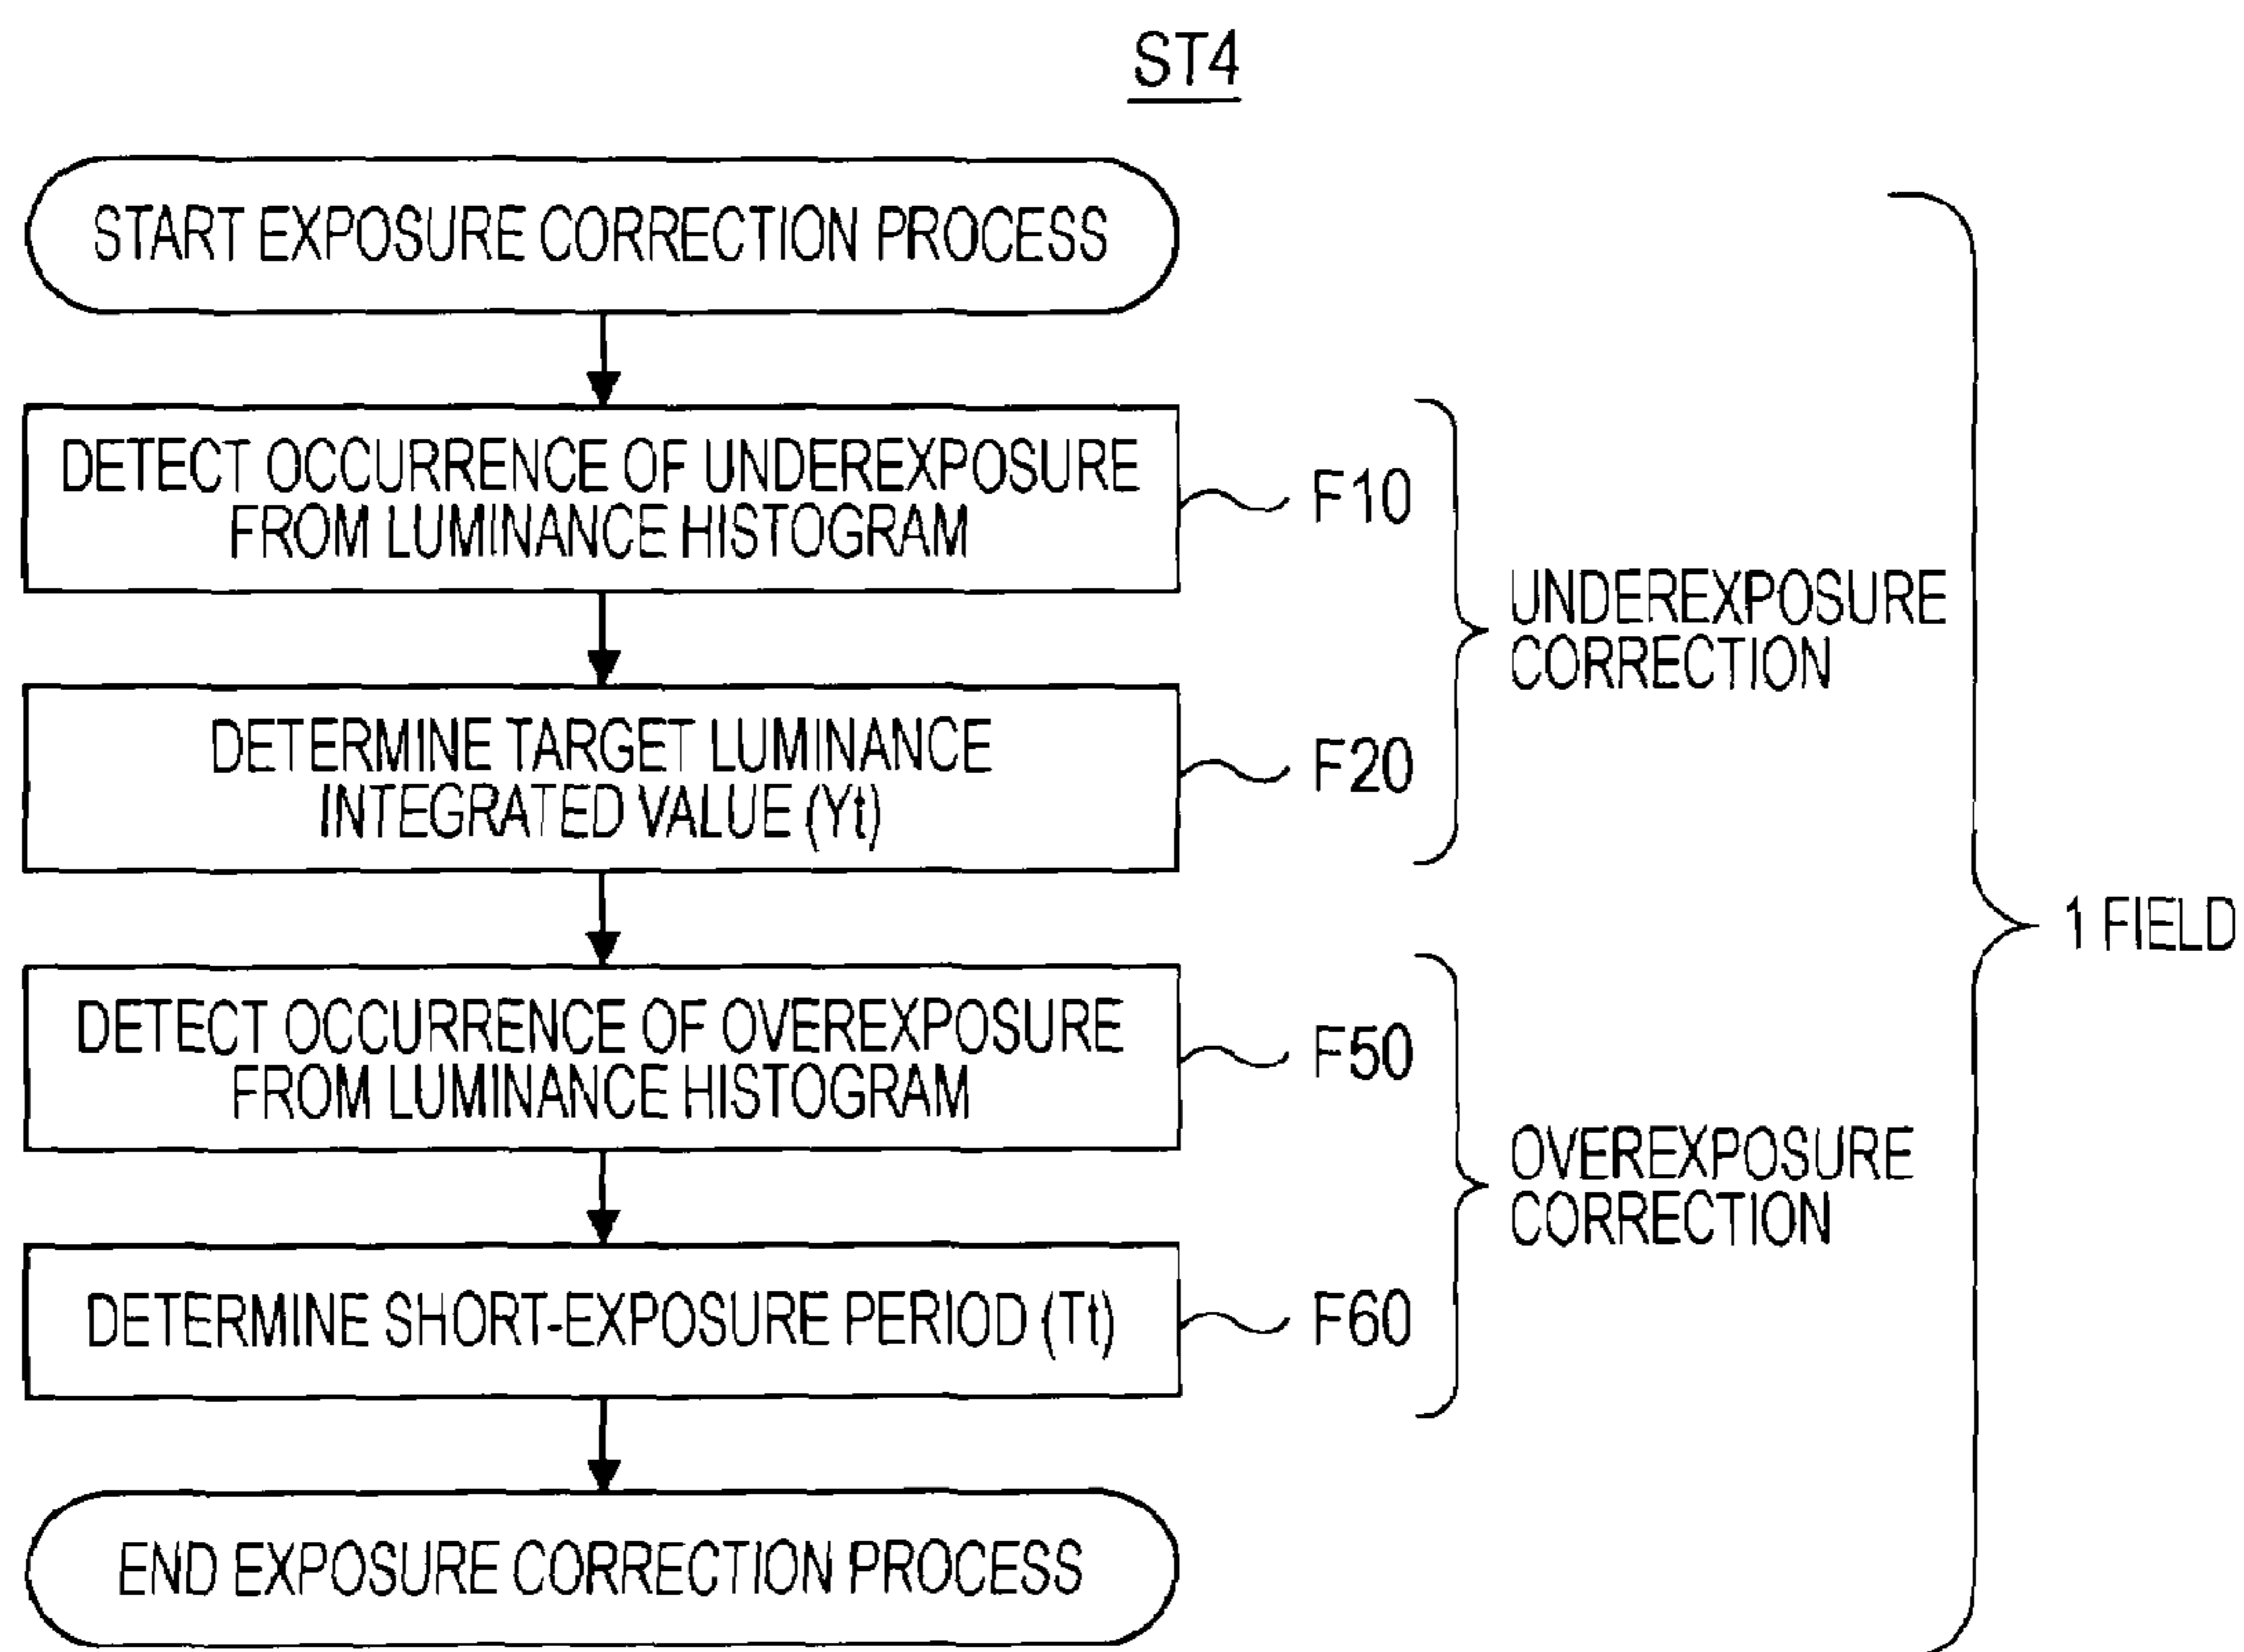 ST4
START EXPOSURE CORRECTION PROCESS
DETECT OCCURRENCE OF UNDEREXPOSURE
FROM LUMINANCE HISTOGRAM
F10
DETERMINE TARGET LUMINANCE
INTEGRATED VALUE (Yt)
F20
UNDEREXPOSURE
CORRECTION
DETECT OCCURRENCE OF OVEREXPOSURE
FROM LUMINANCE HISTOGRAM
F50
DETERMINE SHORT-EXPOSURE PERIOD (Tt)
F60
OVEREXPOSURE
CORRECTION
1 FIELD
END EXPOSURE CORRECTION PROCESS